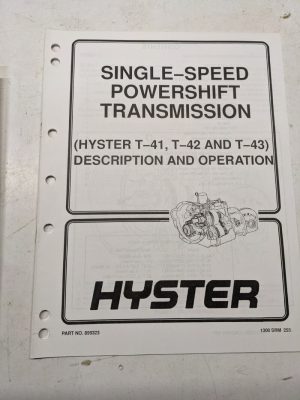 SINGLE–SPEED
POWERSHIFT
TRANSMISSION
(HYSTER T–41, T–42 AND T–43)
DESCRIPTION AND OPERATION
HYSTER
PART NO. 899323
1300 SRM 253